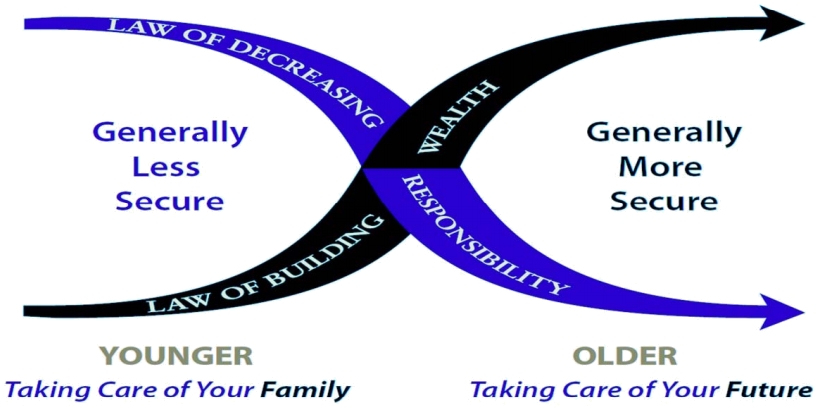 LAW OF DECREASING
RESPONSIBILITY
LAW OF BUILDING
WEALTH
Generally
Less
Secure
Generally
More
Secure
YOUNGER
Taking Care of Your Family
OLDER
Taking Care of Your Future